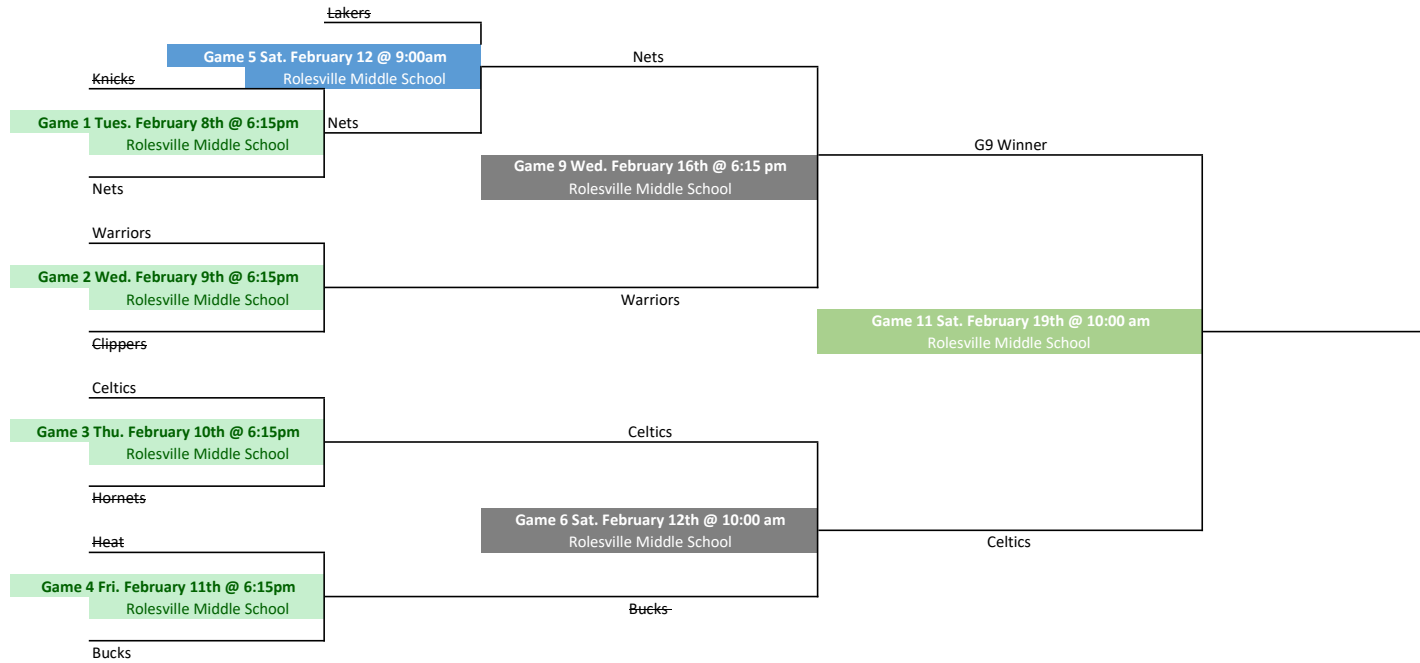 Lakers
Game 5 Sat. February 12 @ 9:00am
Nets
Knicks
Rolesville Middle School
Game 1 Tues. February 8th @ 6:15pm
Nets
Rolesville Middle School
G9 Winner
Game 9 Wed. February 16th @ 6:15 pm
Nets
Rolesville Middle School
Warriors
Game 2 Wed. February 9th @ 6:15pm
Rolesville Middle School
Warriors
Game 11 Sat. February 19th @ 10:00 am
Clippers
Rolesville Middle School
Celtics
Game 3 Thu. February 10th @ 6:15pm
Celtics
Rolesville Middle School
Hornets
Game 6 Sat. February 12th @ 10:00 am
Heat
Rolesville Middle School
Celtics
Game 4 Fri. February 11th @ 6:15pm
Rolesville Middle School
Bucks
Bucks